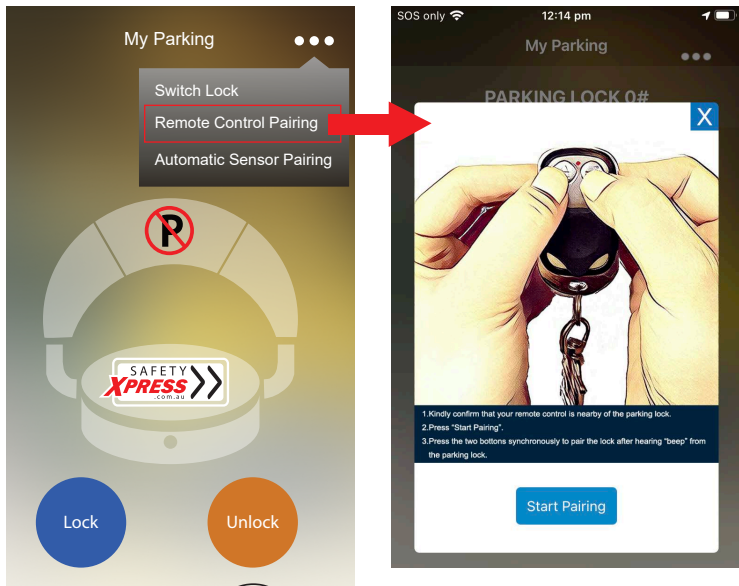 My Parking
Switch Lock
Remote Control Pairing
Automatic Sensor Pairing
P
SAFETY
XPRESS
.com.au
Lock
Unlock
SOS only
12:14 pm
My Parking
PARKING LOCK 0#
X
1.Kindly confirm that your remote control is nearby of the parking lock.
2.Press "Start Pairing".
3.Press the two bottons synchronously to pair the lock after hearing "beep" from
the parking lock.
Start Pairing